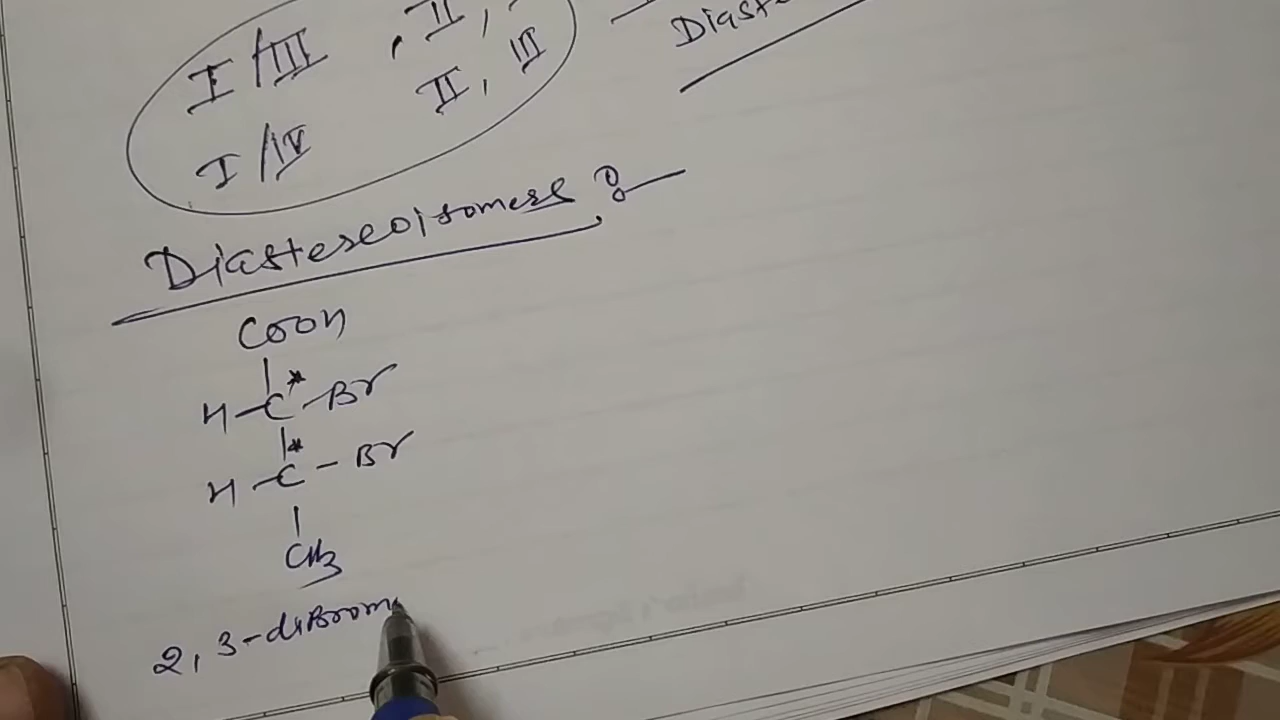 I/III , II,
I/IV II, III
Diaste
Diastereoisomers :—
COOH
H-C*-Br
H-C*-Br
CH3
2, 3-diBrom